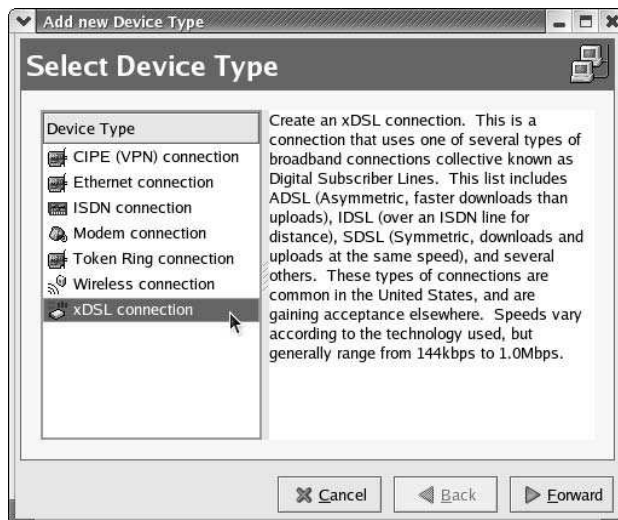 Add new Device Type
Select Device Type
Device Type
CIPE (VPN) connection
Ethernet connection
ISDN connection
Modem connection
Token Ring connection
Wireless connection
xDSL connection
Create an xDSL connection. This is a
connection that uses one of several types of
broadband connections collective known as
Digital Subscriber Lines. This list includes
ADSL (Asymmetric, faster downloads than
uploads), IDSL (over an ISDN line for
distance), SDSL (Symmetric, downloads and
uploads at the same speed), and several
others. These types of connections are
common in the United States, and are
gaining acceptance elsewhere. Speeds vary
according to the technology used, but
generally range from 144kbps to 1.0Mbps.
Cancel
Back
Forward